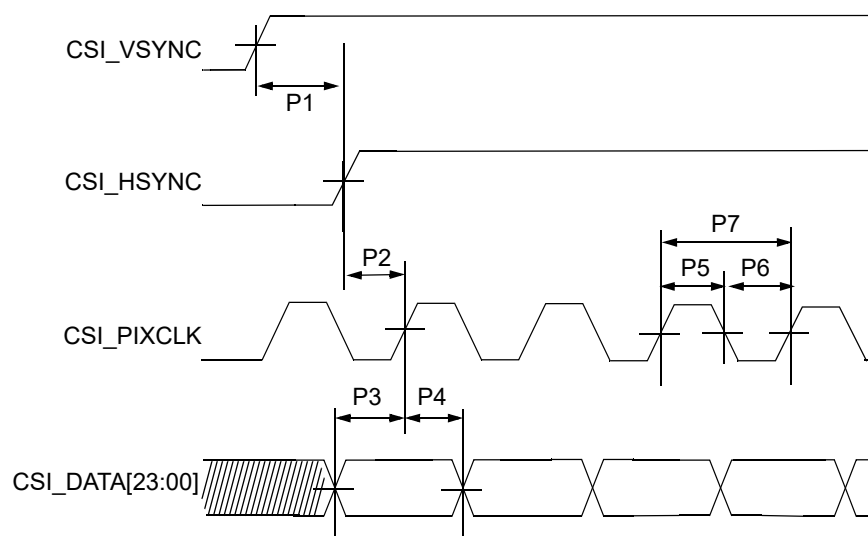 CSI_VSYNC
P1
CSI_HSYNC
P7
P2
P5
P6
CSI_PIXCLK
P3
P4
CSI_DATA[23:00]